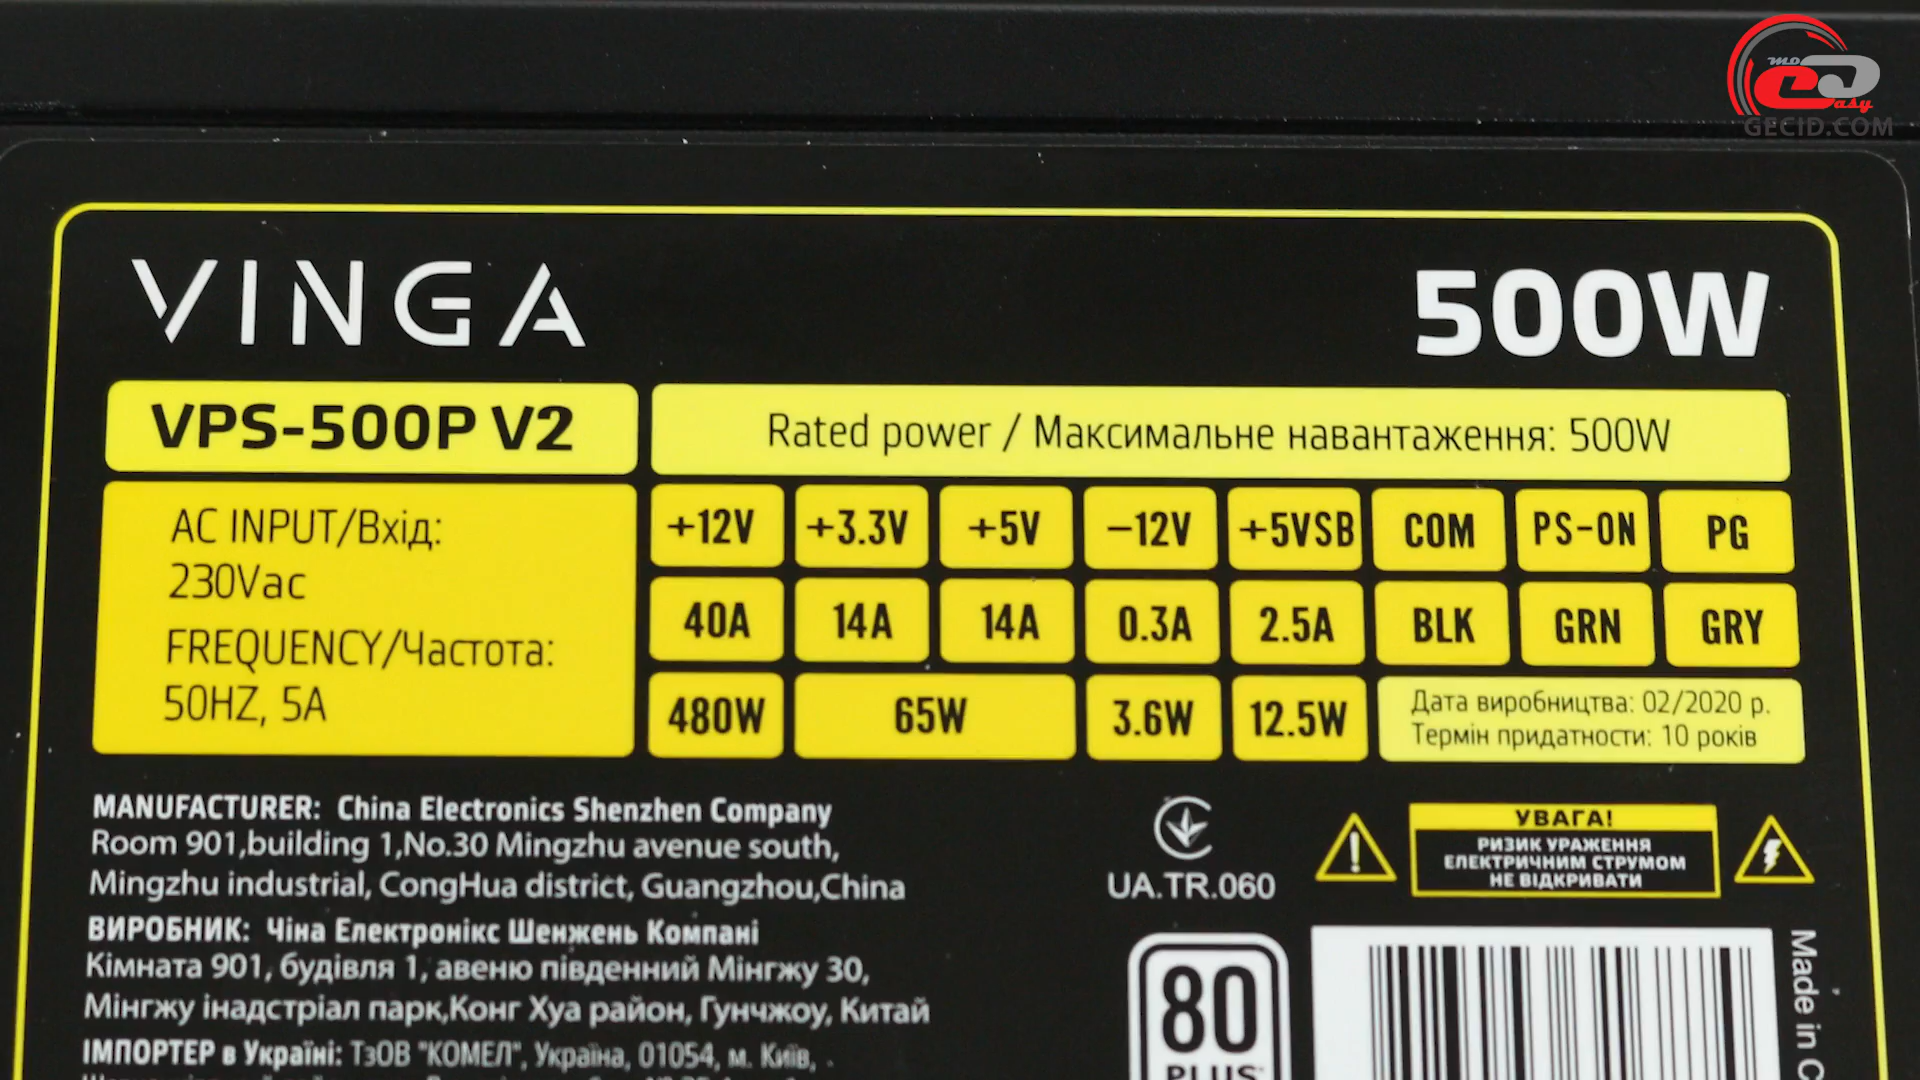 mo
easy
GECID.COM
VINGA
500W
VPS-500P V2
Rated power / Максимальне навантаження: 500W
AC INPUT/Вхід:
230Vac
FREQUENCY/Частота:
50HZ, 5A
+12V +3.3V +5V -12V +5VSB COM PS-ON PG
40A 14A 14A 0.3A 2.5A BLK GRN GRY
480W 65W 3.6W 12.5W
Дата виробництва: 02/2020 р.
Термін придатности: 10 років
MANUFACTURER: China Electronics Shenzhen Company
Room 901,building 1,No.30 Mingzhu avenue south,
Mingzhu industrial, CongHua district, Guangzhou,China
ВИРОБНИК: Чіна Електронікс Шенжень Компані
Кімната 901, будівля 1, авеню південний Мінгжу 30,
Мінгжу інадстріал парк,Конг Хуа район, Гунчжоу, Китай
ІМПОРТЕР в Україні: ТзОВ "КОМЕЛ", Україна, 01054, м. Київ,
UA.TR.060
УВАГА!
РИЗИК УРАЖЕННЯ
ЕЛЕКТРИЧНИМ СТРУМОМ
НЕ ВІДКРИВАТИ
80
PLUS
Made in C